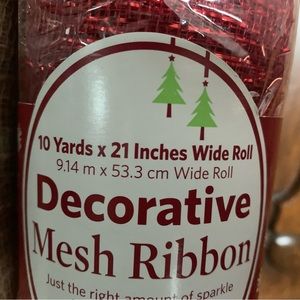 10 Yards x 21 Inches Wide Roll
9.14 m x 53.3 cm Wide Roll
Decorative
Mesh Ribbon
Just the right amount of sparkle